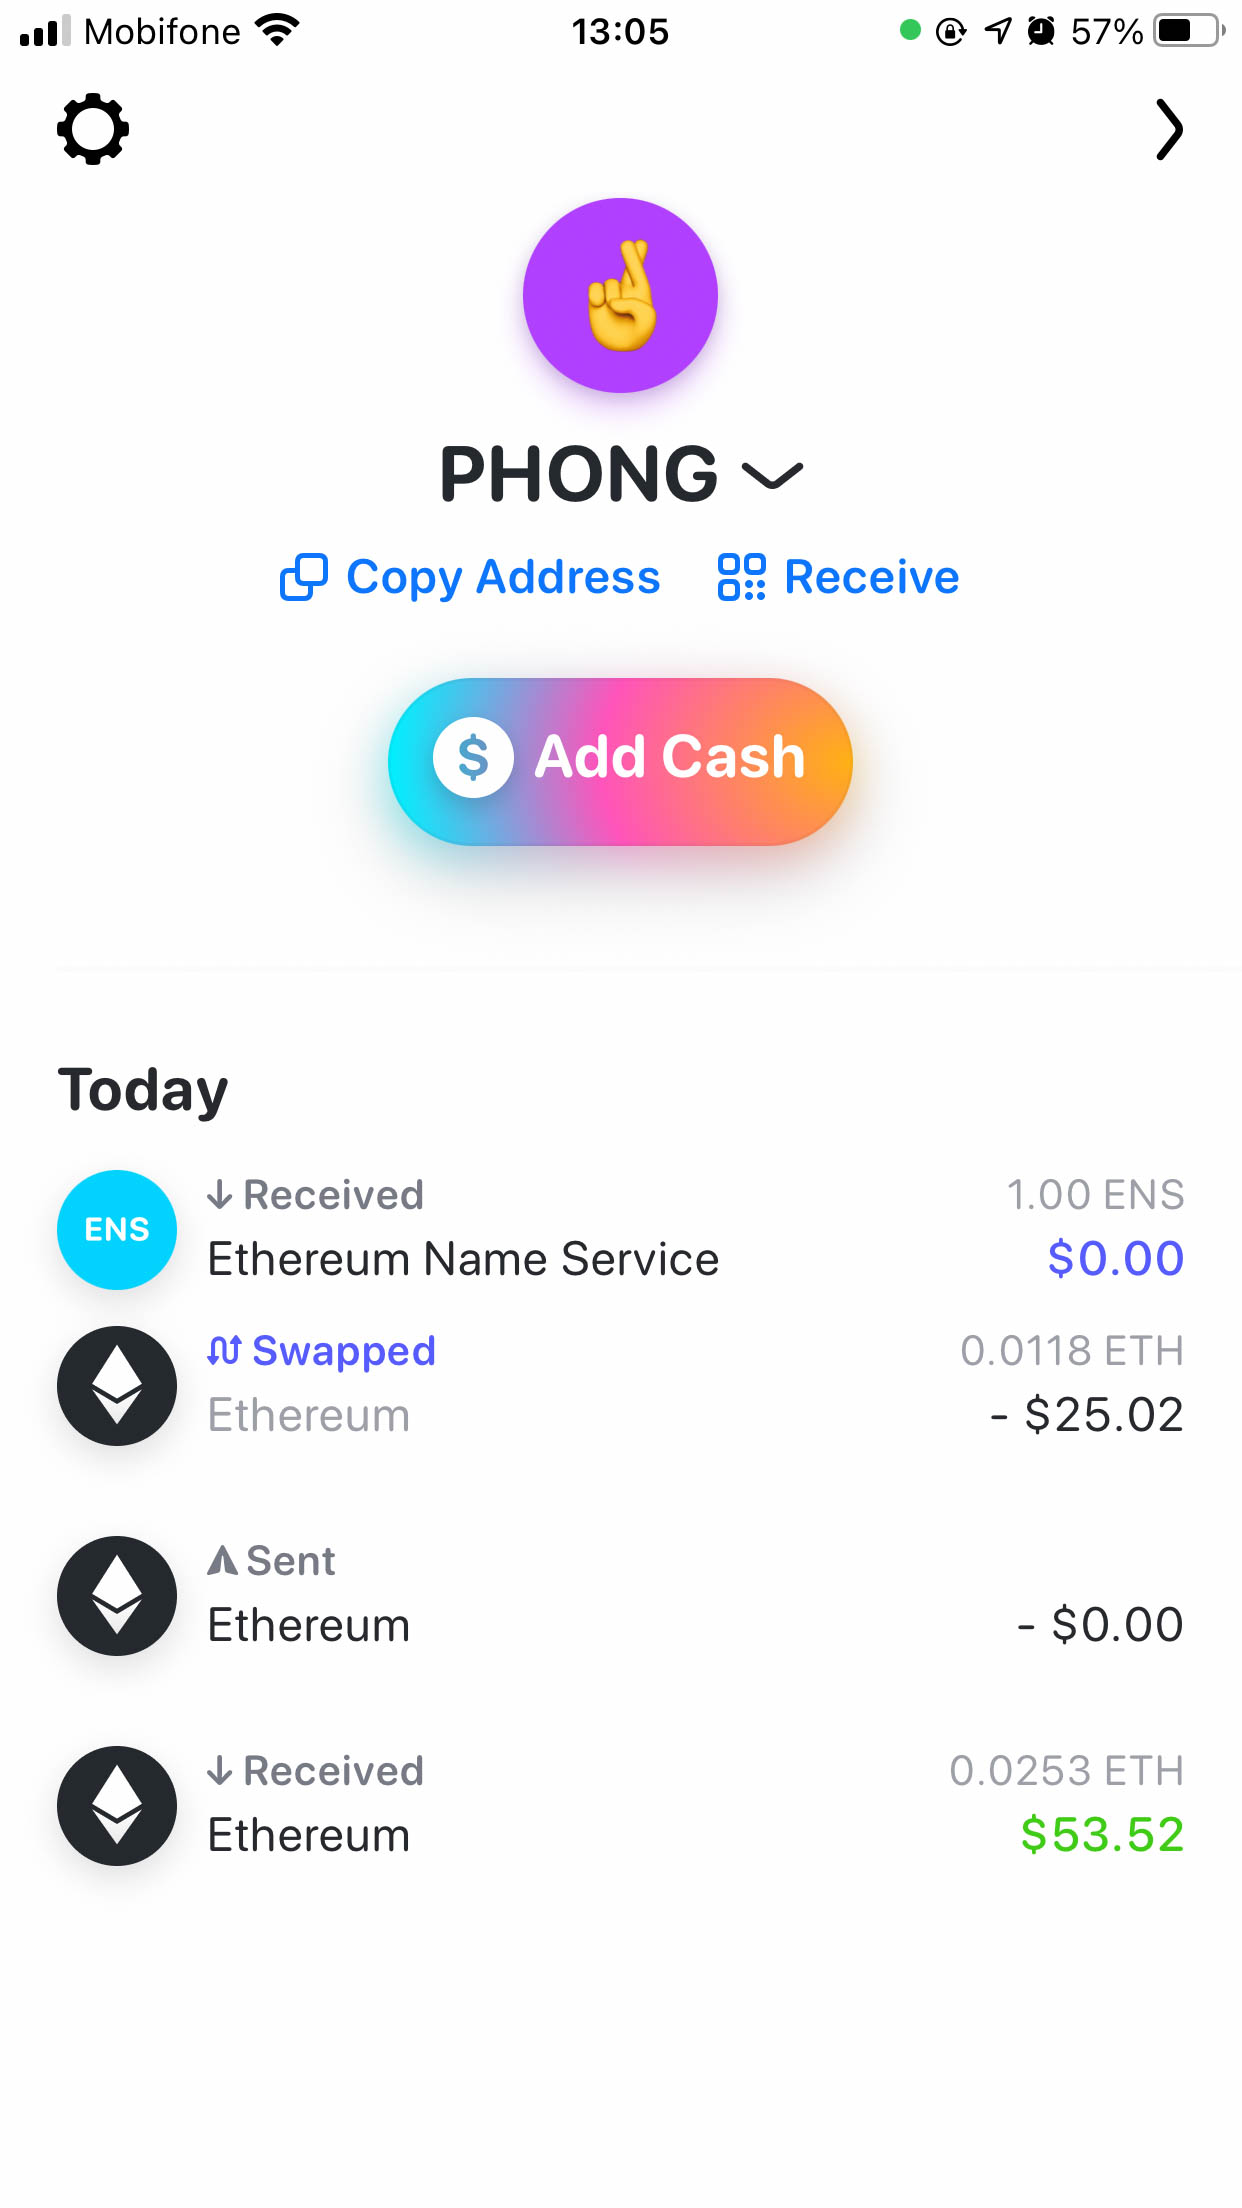 Mobifone 13:05 57%
PHONG
Copy Address Receive
$ Add Cash
Today
ENS
Received 1.00 ENS
Ethereum Name Service $0.00
Swapped 0.0118 ETH
Ethereum - $25.02
Sent
Ethereum - $0.00
Received 0.0253 ETH
Ethereum $53.52